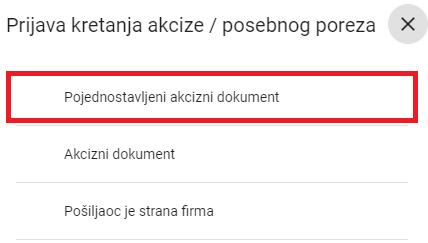 Prijava kretanja akcize / posebnog poreza
Pojednostavljeni akcizni dokument
Akcizni dokument
Pošiljaoc je strana firma